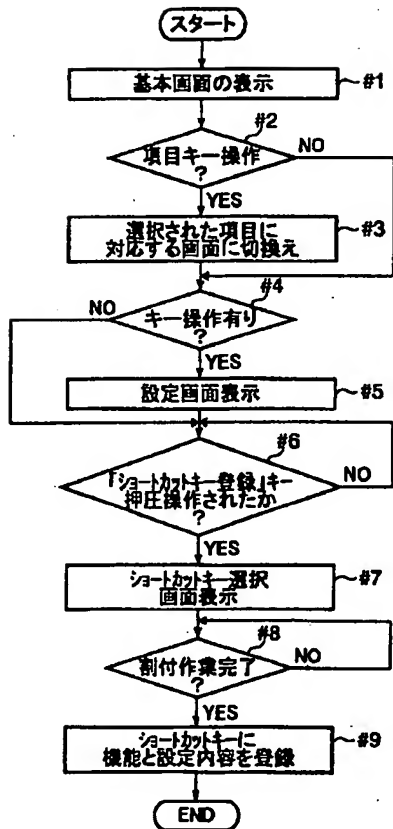 スタート
基本画面の表示
#1
#2
項目キー操作
?
NO
YES
選択された項目に
対応する画面に切換え
#3
#4
NO
キー操作有り
?
YES
設定画面表示
#5
#6
「ショートカットキー登録」キー
押圧操作されたか
?
NO
YES
ショートカットキー選択
画面表示
#7
#8
割付作業完了
?
NO
YES
ショートカットキーに
機能と設定内容を登録
#9
END